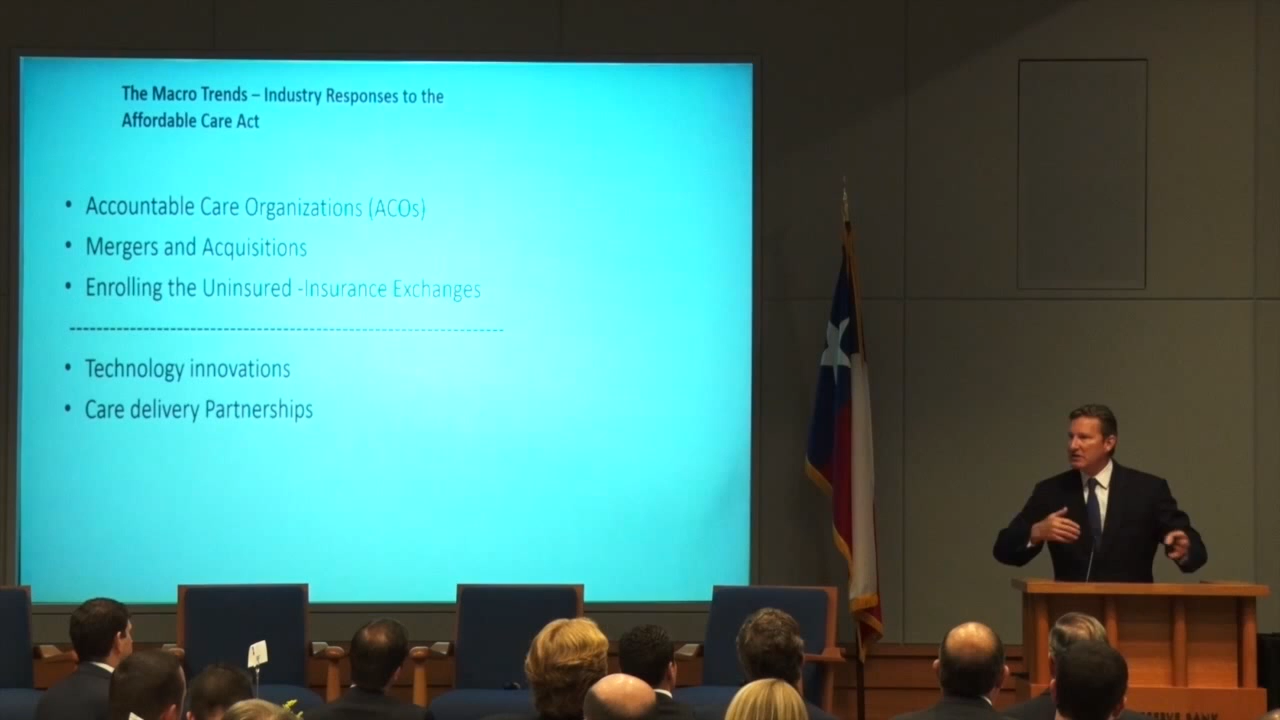 The Macro Trends – Industry Responses to the
Affordable Care Act
• Accountable Care Organizations (ACOs)
• Mergers and Acquisitions
• Enrolling the Uninsured -Insurance Exchanges
-----------------------------------------------------------------
• Technology innovations
• Care delivery Partnerships